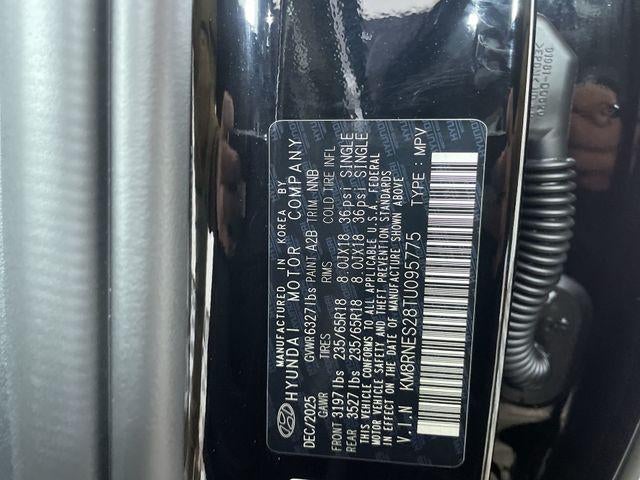 MANUFACTURED IN KOREA BY
HYUNDAI MOTOR COMPANY
DEC/2025 GVWR 6327lbs PAINT A2B TRIM NNB
GAWR TIRES RIMS COLD TIRE INFL
FRONT 3197lbs 235/65R18 8.0JX18 36psi SINGLE
REAR 3527lbs 235/65R18 8.0JX18 36psi SINGLE
THIS VEHICLE CONFORMS TO ALL APPLICABLE U.S.A. FEDERAL
MOTOR VEHICLE SAFETY AND THEFT PREVENTION STANDARDS
IN EFFECT ON THE DATE OF MANUFACTURE SHOWN ABOVE
V.I.N KM8RNES28TU095775 TYPE : MPV